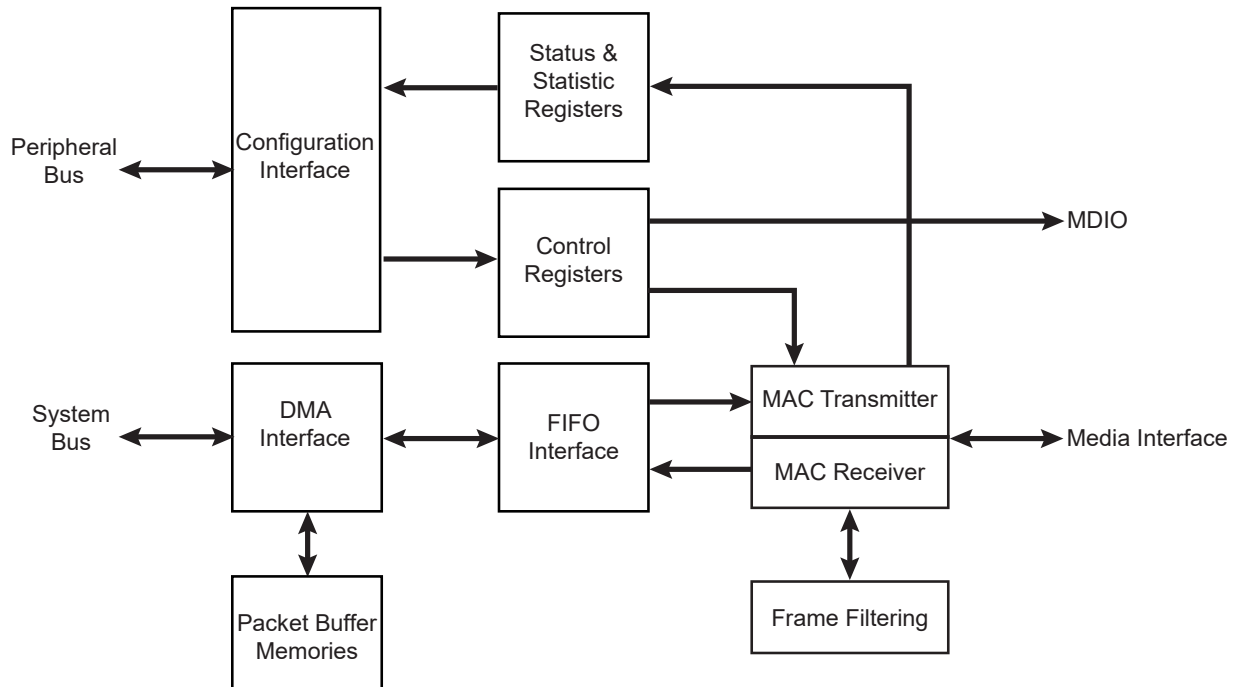 Status &
Statistic
Registers
Configuration
Interface
Peripheral
Bus
Control
Registers
MDIO
System
Bus
DMA
Interface
FIFO
Interface
MAC Transmitter
MAC Receiver
Media Interface
Packet Buffer
Memories
Frame Filtering